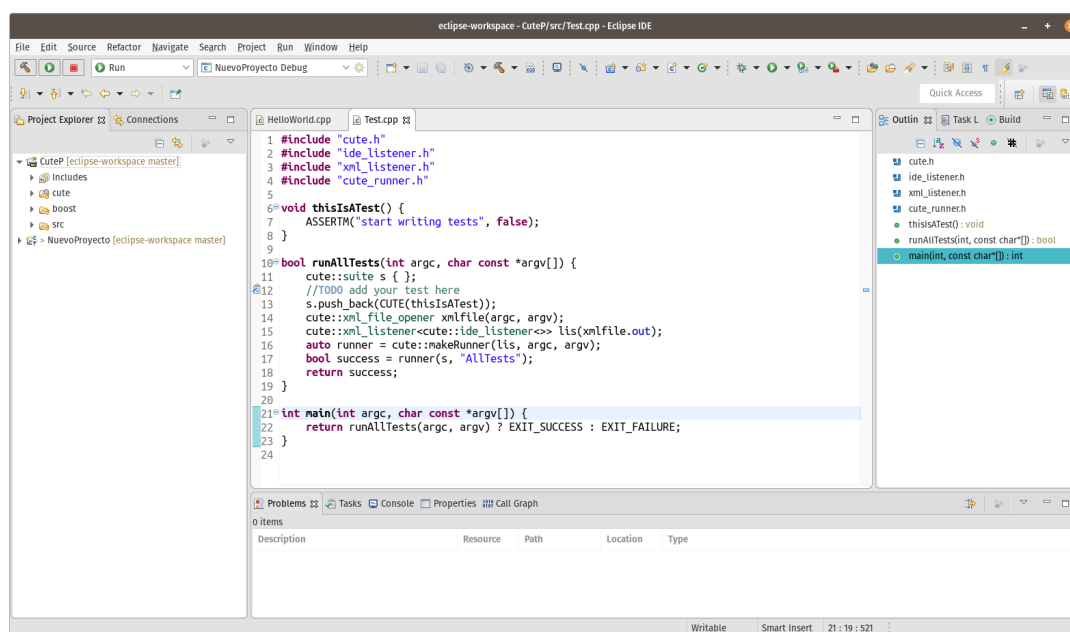 eclipse-workspace - CuteP/src/Test.cpp - Eclipse IDE
File Edit Source Refactor Navigate Search Project Run Window Help
Run NuevoProyecto Debug
Quick Access
Project Explorer Connections
CuteP [eclipse-workspace master]
Includes
cute
boost
src
> NuevoProyecto [eclipse-workspace master]
HelloWorld.cpp Test.cpp
1 #include "cute.h"
2 #include "ide_listener.h"
3 #include "xml_listener.h"
4 #include "cute_runner.h"
5
6 void thisIsATest() {
7 ASSERTM("start writing tests", false);
8 }
9
10 bool runAllTests(int argc, char const *argv[]) {
11 cute::suite s { };
12 //TODO add your test here
13 s.push_back(CUTE(thisIsATest));
14 cute::xml_file_opener xmlfile(argc, argv);
15 cute::xml_listener<cute::ide_listener<>> lis(xmlfile.out);
16 auto runner = cute::makeRunner(lis, argc, argv);
17 bool success = runner(s, "AllTests");
18 return success;
19 }
20
21 int main(int argc, char const *argv[]) {
22 return runAllTests(argc, argv) ? EXIT_SUCCESS : EXIT_FAILURE;
23 }
24
Outlin Task L Build
cute.h
ide_listener.h
xml_listener.h
cute_runner.h
thisIsATest() : void
runAllTests(int, const char*[]) : bool
main(int, const char*[]) : int
Problems Tasks Console Properties Call Graph
0 items
Description Resource Path Location Type
Writable Smart Insert 21 : 19 : 521